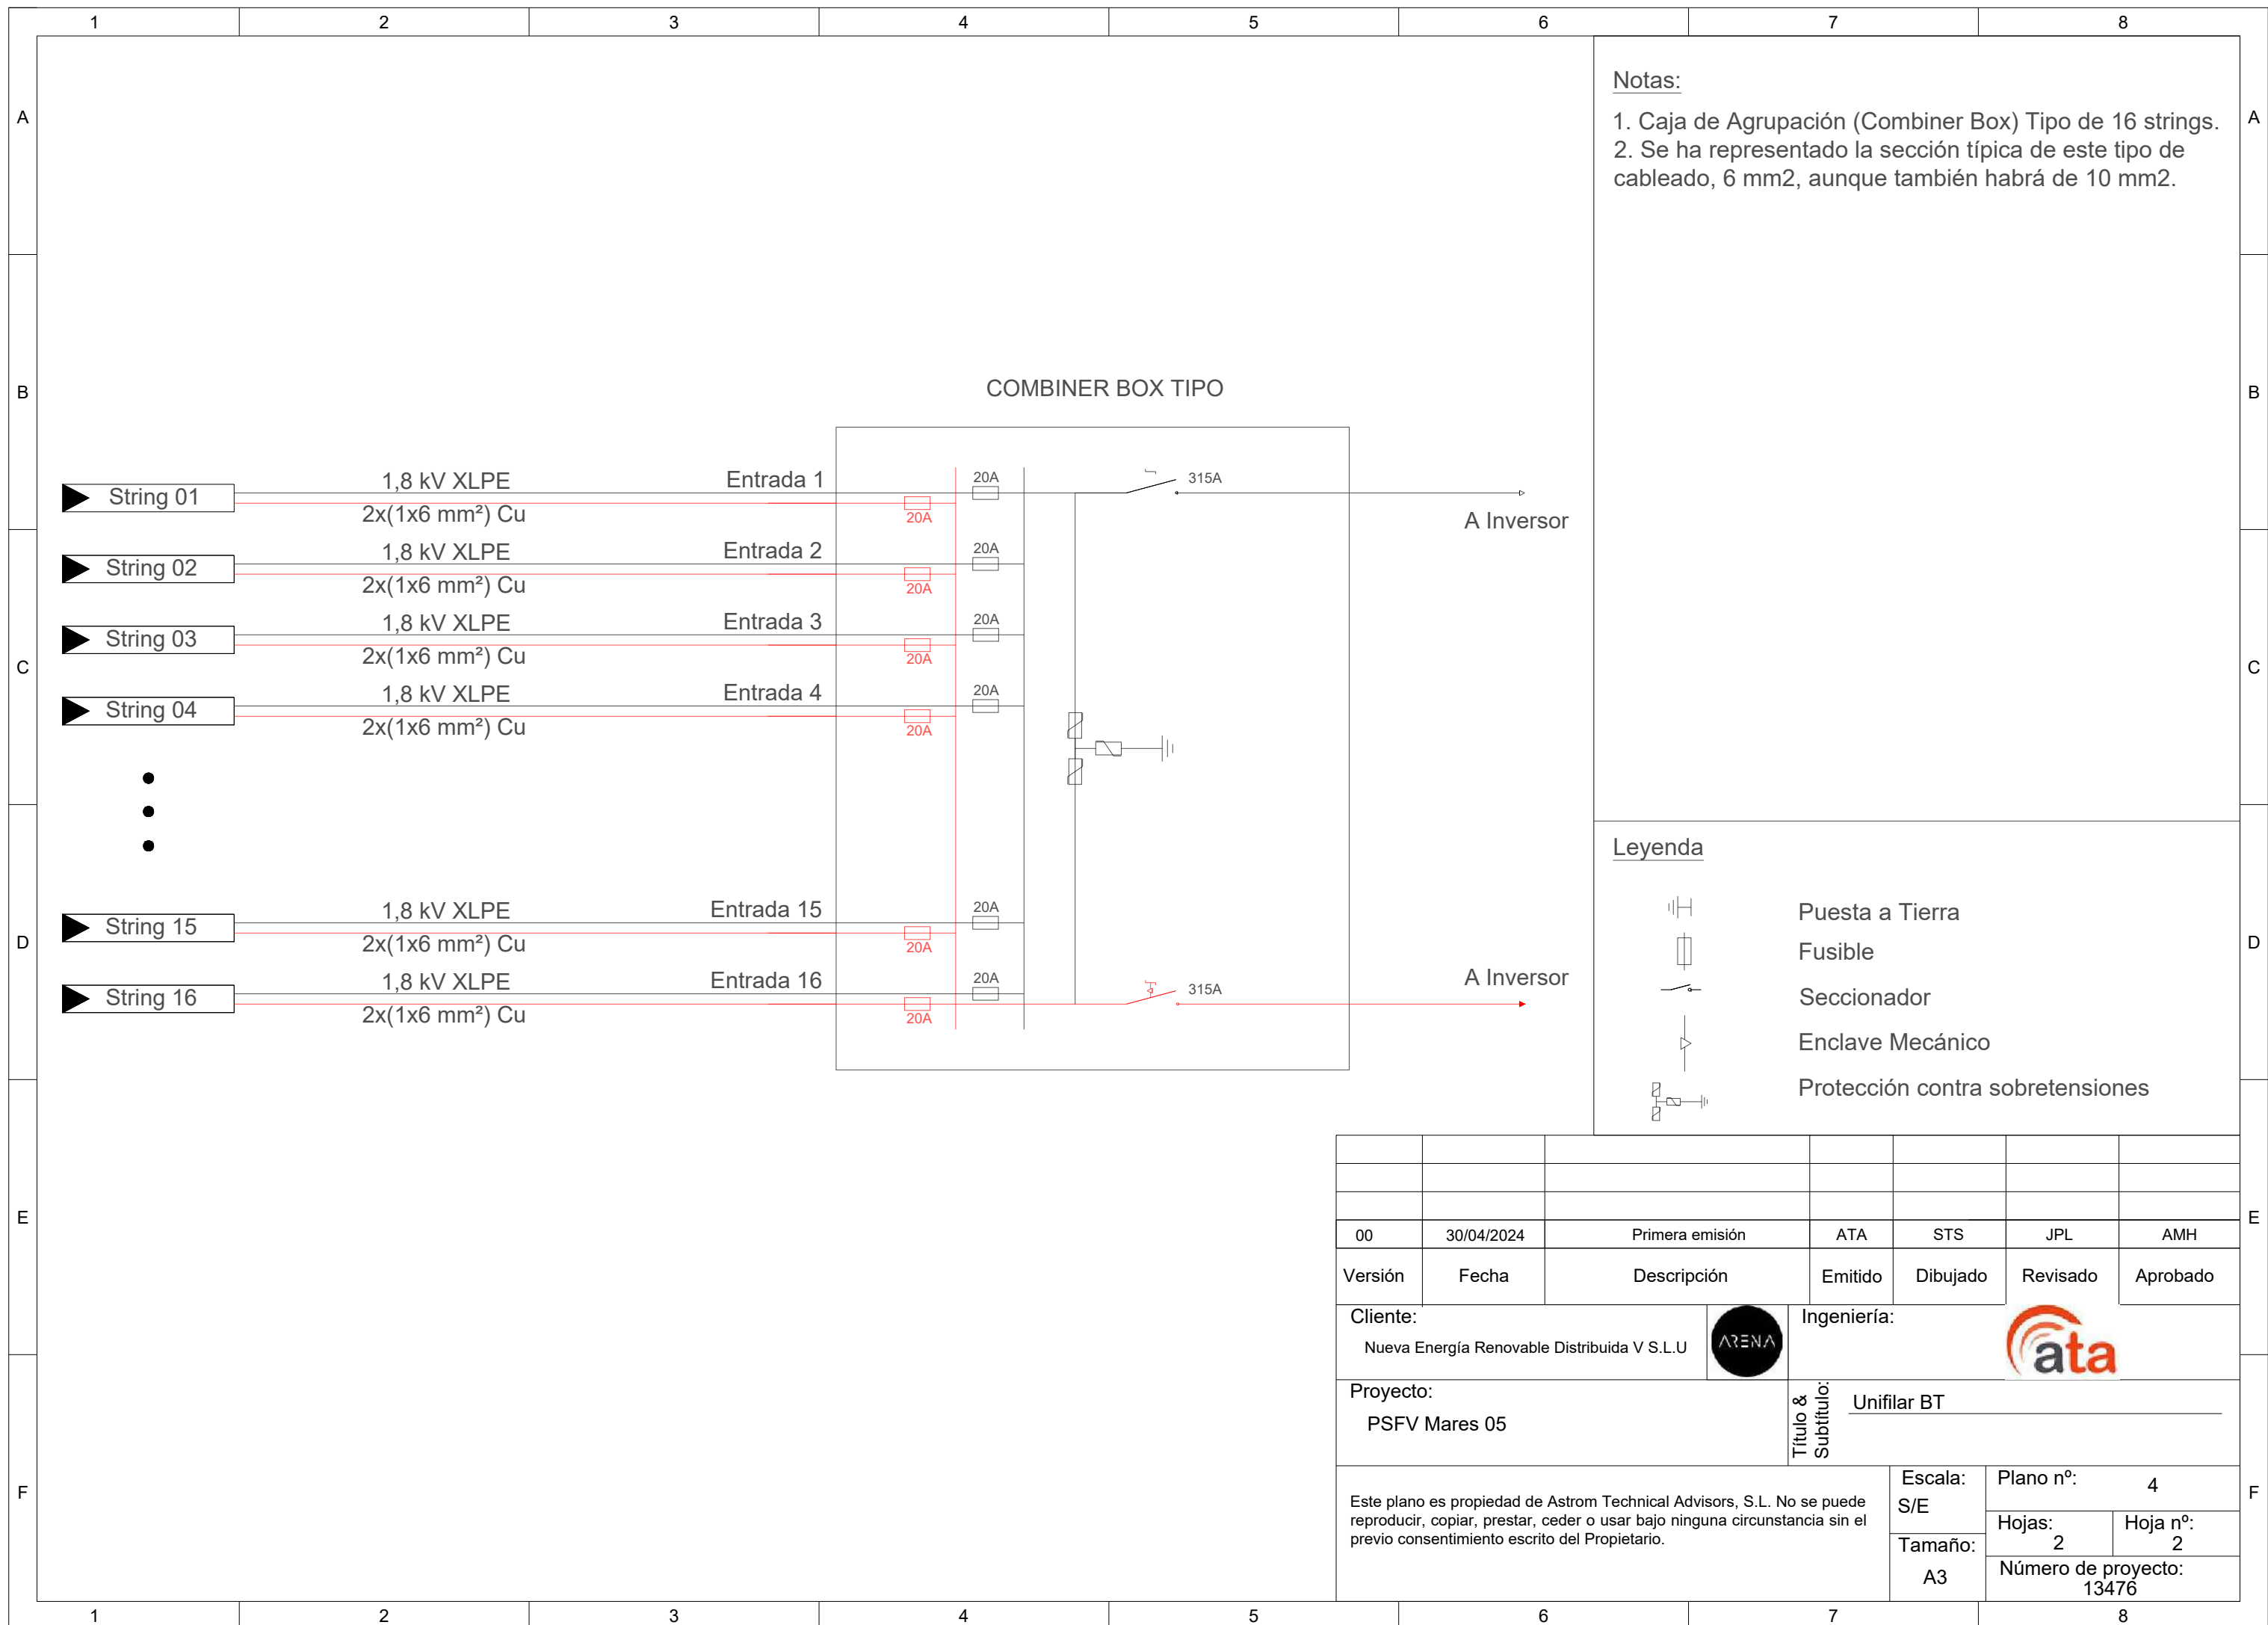 1 2 3 4 5 6 7 8
A
B
C
D
E
F
A
B
C
D
E
F
Notas:
1. Caja de Agrupación (Combiner Box) Tipo de 16 strings.
2. Se ha representado la sección típica de este tipo de
cableado, 6 mm2, aunque también habrá de 10 mm2.
COMBINER BOX TIPO
String 01
1,8 kV XLPE
2x(1x6 mm²) Cu
Entrada 1
20A
20A
315A
A Inversor
String 02
1,8 kV XLPE
2x(1x6 mm²) Cu
Entrada 2
20A
20A
String 03
1,8 kV XLPE
2x(1x6 mm²) Cu
Entrada 3
20A
20A
String 04
1,8 kV XLPE
2x(1x6 mm²) Cu
Entrada 4
20A
20A
String 15
1,8 kV XLPE
2x(1x6 mm²) Cu
Entrada 15
20A
20A
String 16
1,8 kV XLPE
2x(1x6 mm²) Cu
Entrada 16
20A
20A
315A
A Inversor
Leyenda
Puesta a Tierra
Fusible
Seccionador
Enclave Mecánico
Protección contra sobretensiones
00 30/04/2024 Primera emisión ATA STS JPL AMH
Versión Fecha Descripción Emitido Dibujado Revisado Aprobado
Cliente:
Nueva Energía Renovable Distribuida V S.L.U
ARENA
Ingeniería:
ata
Proyecto:
PSFV Mares 05
Título &
Subtítulo:
Unifilar BT
Este plano es propiedad de Astrom Technical Advisors, S.L. No se puede
reproducir, copiar, prestar, ceder o usar bajo ninguna circunstancia sin el
previo consentimiento escrito del Propietario.
Escala:
S/E
Tamaño:
A3
Plano nº: 4
Hojas:
2
Hoja nº:
2
Número de proyecto:
13476
1 2 3 4 5 6 7 8